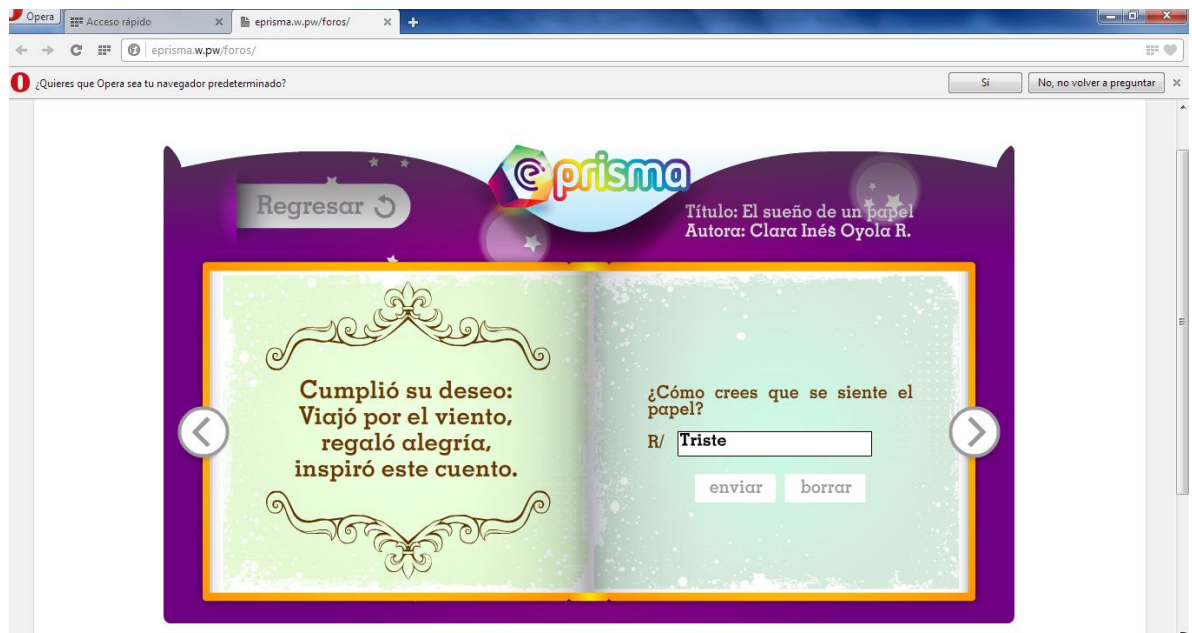 Opera
Acceso rápido
eprisma.w.pw/foros/
eprisma.w.pw/foros/
¿Quieres que Opera sea tu navegador predeterminado?
Sí
No, no volver a preguntar
e prisma
Regresar
Título: El sueño de un papel
Autora: Clara Inés Oyola R.
Cumplió su deseo:
Viajó por el viento,
regaló alegría,
inspiró este cuento.
¿Cómo crees que se siente el
papel?
R/ Triste
enviar borrar